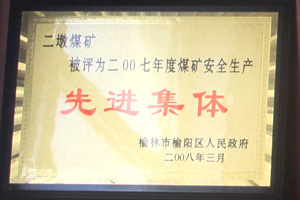 二墩煤矿
被评为二00七年度煤矿安全生产
先进集体
榆林市榆阳区人民政府
二00八年三月